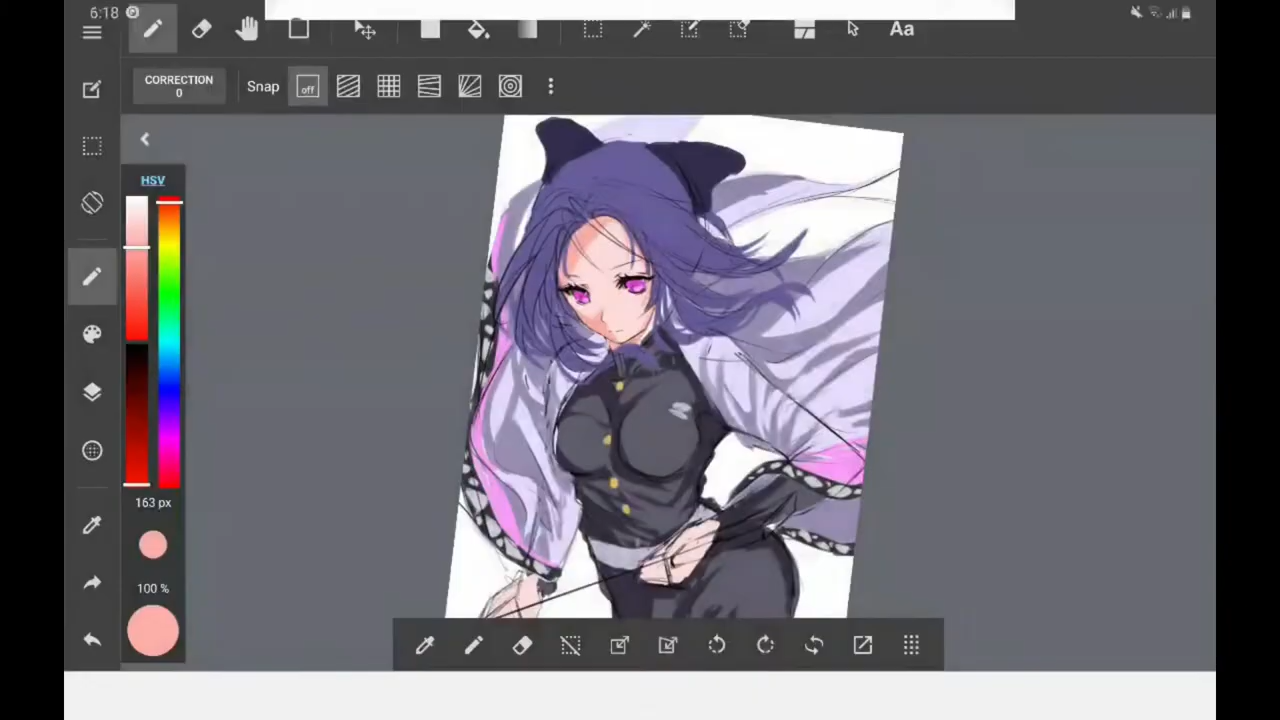 6:18
Aa
CORRECTION
0
Snap
off
HSV
163 px
100 %